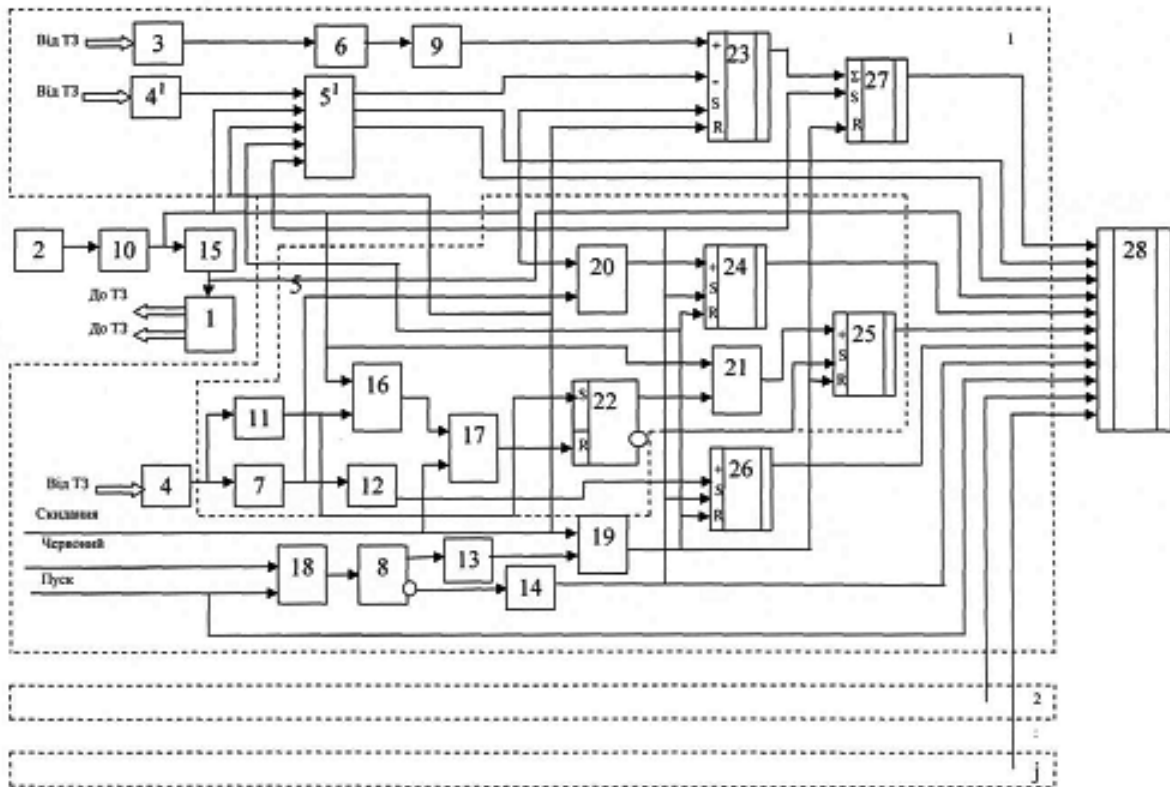 1
Від ТЗ
3
6
9
+
-
S
R
23
Σ
S
R
27
Від ТЗ
4¹
5¹
2
10
15
До ТЗ
До ТЗ
1
5
20
+
S
R
24
28
16
21
+
S
R
25
11
17
S
R
22
Від ТЗ
4
7
12
+
S
R
26
Скидання
Червоний
Пуск
18
8
13
14
19
2
:
j